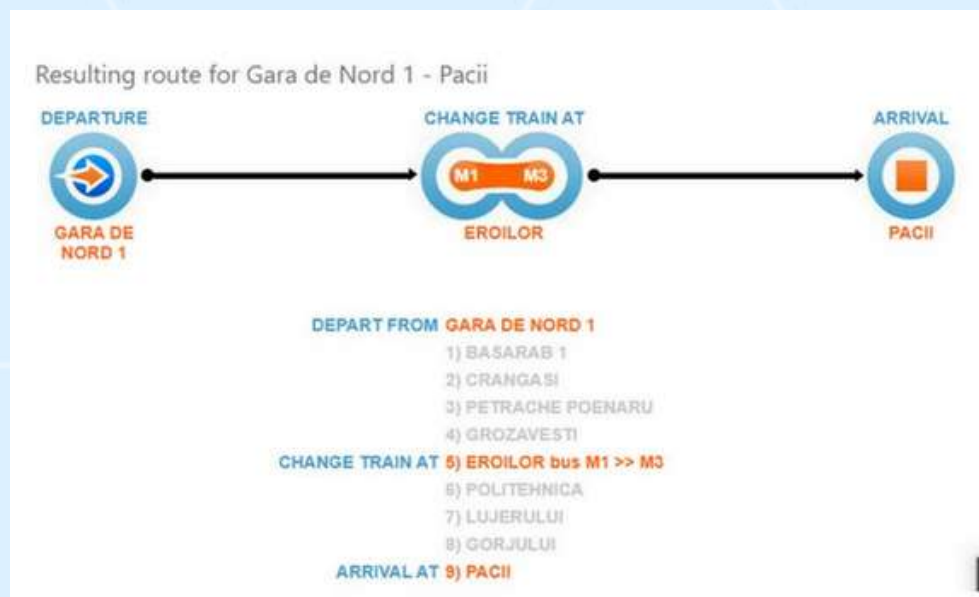 Resulting route for Gara de Nord 1 - Pacii
DEPARTURE
CHANGE TRAIN AT
ARRIVAL
M1 M3
GARA DE
NORD 1
EROILOR
PACII
DEPART FROM GARA DE NORD 1
1) BASARAB 1
2) CRANGASI
3) PETRACHE POENARU
4) GROZAVESTI
CHANGE TRAIN AT 5) EROILOR bus M1 >> M3
6) POLITEHNICA
7) LUJERULUI
8) GORJULUI
ARRIVAL AT 9) PACII